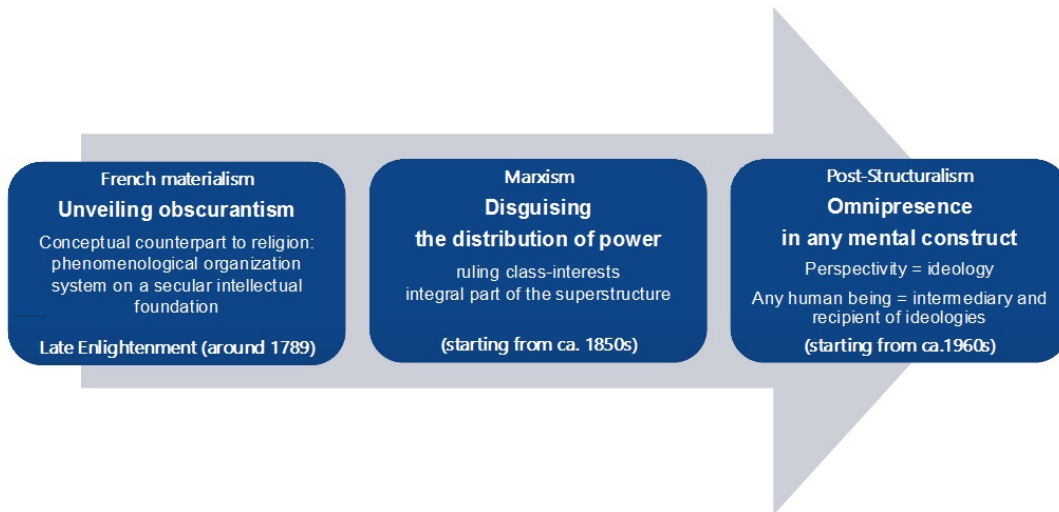 French materialism
Unveiling obscurantism
Conceptual counterpart to religion:
phenomenological organization
system on a secular intellectual
foundation
Late Enlightenment (around 1789)
Marxism
Disguising
the distribution of power
ruling class-interests
integral part of the superstructure
(starting from ca. 1850s)
Post-Structuralism
Omnipresence
in any mental construct
Perspectivity = ideology
Any human being = intermediary and
recipient of ideologies
(starting from ca.1960s)